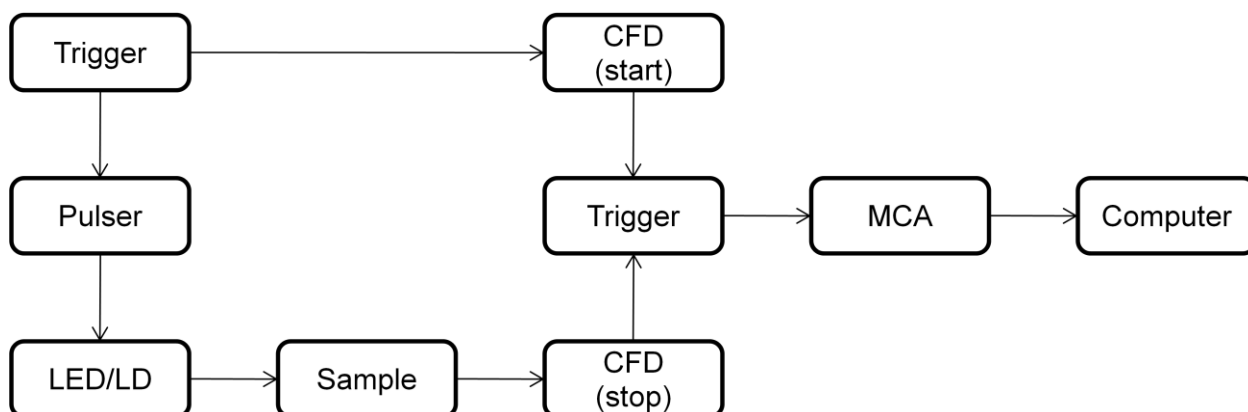 Trigger
CFD
(start)
Pulser
Trigger
MCA
Computer
LED/LD
Sample
CFD
(stop)